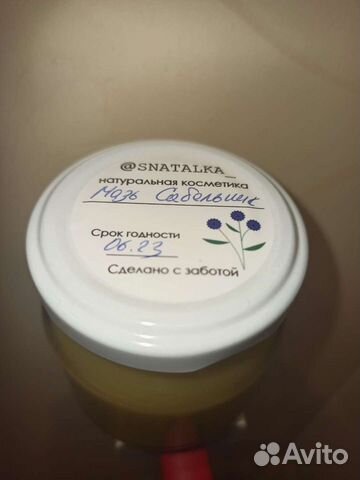 @SNATALKA_
натуральная косметика
Мазь Сабельник
Срок годности
06.23
Сделано с заботой
Avito